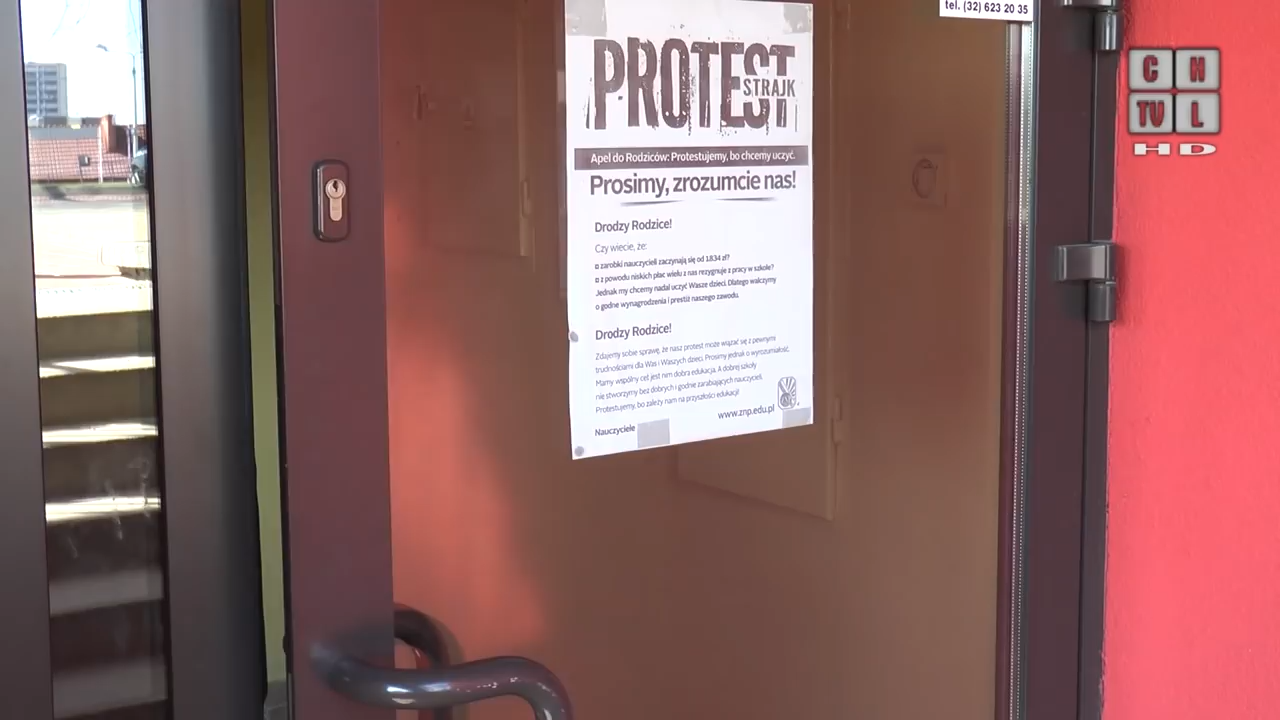 tel. (32) 623 20 35
C H
TV L
HD
PROTEST
STRAJK
Apel do Rodziców: Protestujemy, bo chcemy uczyć.
Prosimy, zrozumcie nas!
Drodzy Rodzice!
Czy wiecie, że:
zarobki nauczycieli zaczynają się od 1834 zł?
z powodu niskich płac wielu z nas rezygnuje z pracy w szkole?
Jednak my chcemy nadal uczyć Wasze dzieci. Dlatego walczymy
o godne wynagrodzenia i prestiż naszego zawodu.
Drodzy Rodzice!
Zdajemy sobie sprawę, że nasz protest może wiązać się z pewnymi
trudnościami dla Was i Waszych dzieci. Prosimy jednak o wyrozumiałość.
Mamy wspólny cel jest nim dobra edukacja. A dobrej szkoły
nie stworzymy bez dobrych i godnie zarabiających nauczycieli.
Protestujemy, bo zależy nam na przyszłości edukacji!
www.znp.edu.pl
Nauczyciele